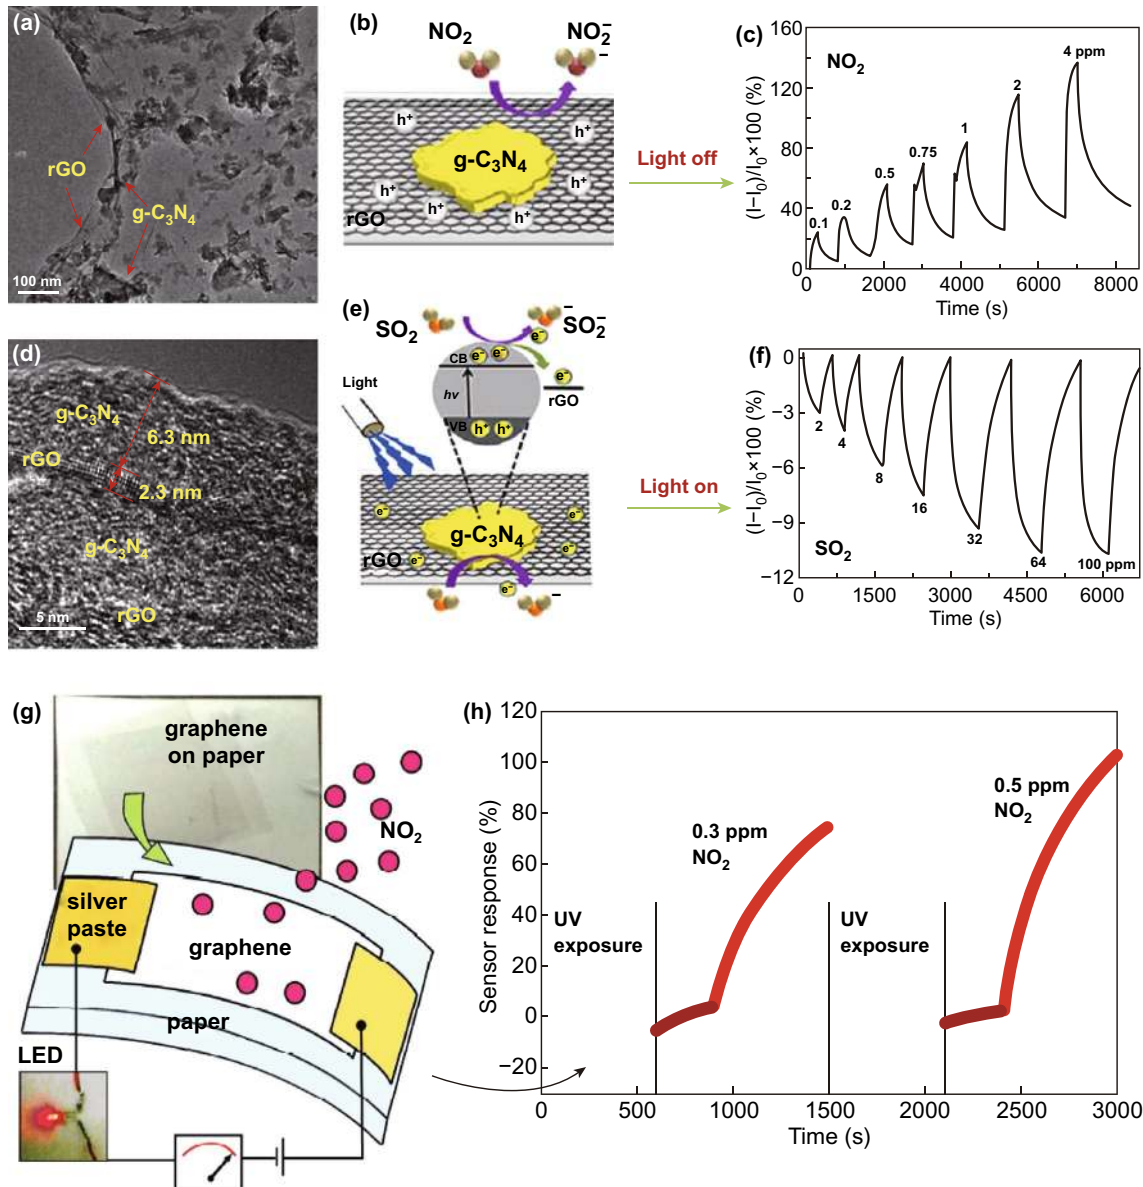 (a)
rGO
g-C₃N₄
100 nm
(b)
NO₂
NO₂⁻
h⁺
h⁺
h⁺
g-C₃N₄
h⁺
h⁺
h⁺
rGO
h⁺
Light off
(c)
NO₂
(I−I₀)/I₀×100 (%)
160
120
80
40
0
0.1
0.2
0.5
0.75
1
2
4 ppm
0
2000
4000
6000
8000
Time (s)
(d)
g-C₃N₄
6.3 nm
rGO
2.3 nm
g-C₃N₄
rGO
5 nm
(e)
SO₂
SO₂⁻
e⁻
CB
e⁻
e⁻
e⁻
rGO
Light
hv
VB
h⁺
h⁺
e⁻
e⁻
g-C₃N₄
rGO
e⁻
e⁻
e⁻
−
Light on
(f)
(I−I₀)/I₀×100 (%)
0
−3
−6
−9
−12
2
4
8
16
32
64
100 ppm
SO₂
0
1500
3000
4500
6000
Time (s)
(g)
graphene
on paper
NO₂
silver
paste
graphene
paper
LED
(h)
Sensor response (%)
120
100
80
60
40
20
0
−20
UV
exposure
0.3 ppm
NO₂
UV
exposure
0.5 ppm
NO₂
0
500
1000
1500
2000
2500
3000
Time (s)